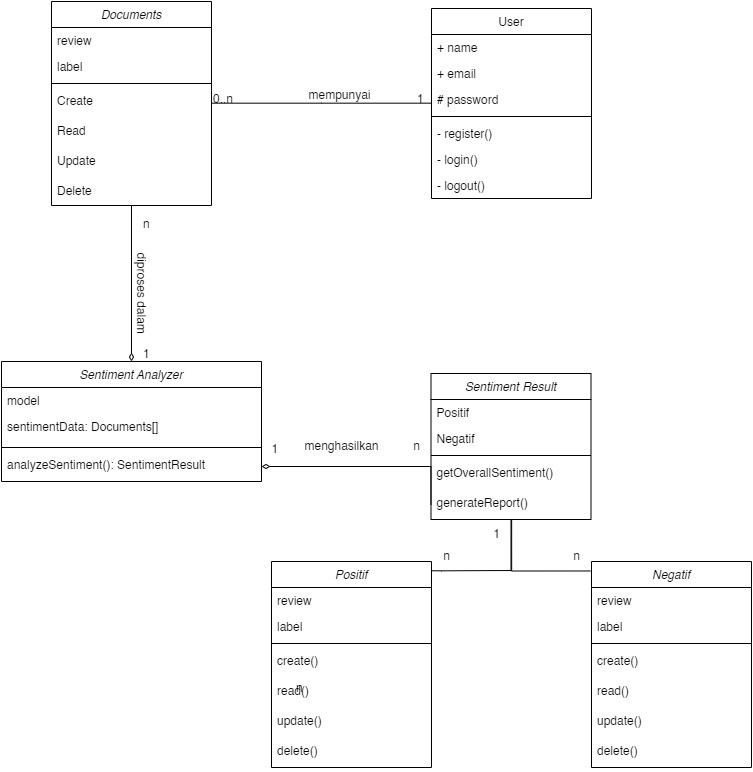 Documents
review
label
Create
Read
Update
Delete
0..n
mempunyai
1
User
+ name
+ email
# password
- register()
- login()
- logout()
n
diproses dalam
1
Sentiment Analyzer
model
sentimentData: Documents[]
analyzeSentiment(): SentimentResult
1
menghasilkan
n
Sentiment Result
Positif
Negatif
getOverallSentiment()
generateReport()
1
n
n
Positif
review
label
create()
read()
n
update()
delete()
Negatif
review
label
create()
read()
update()
delete()